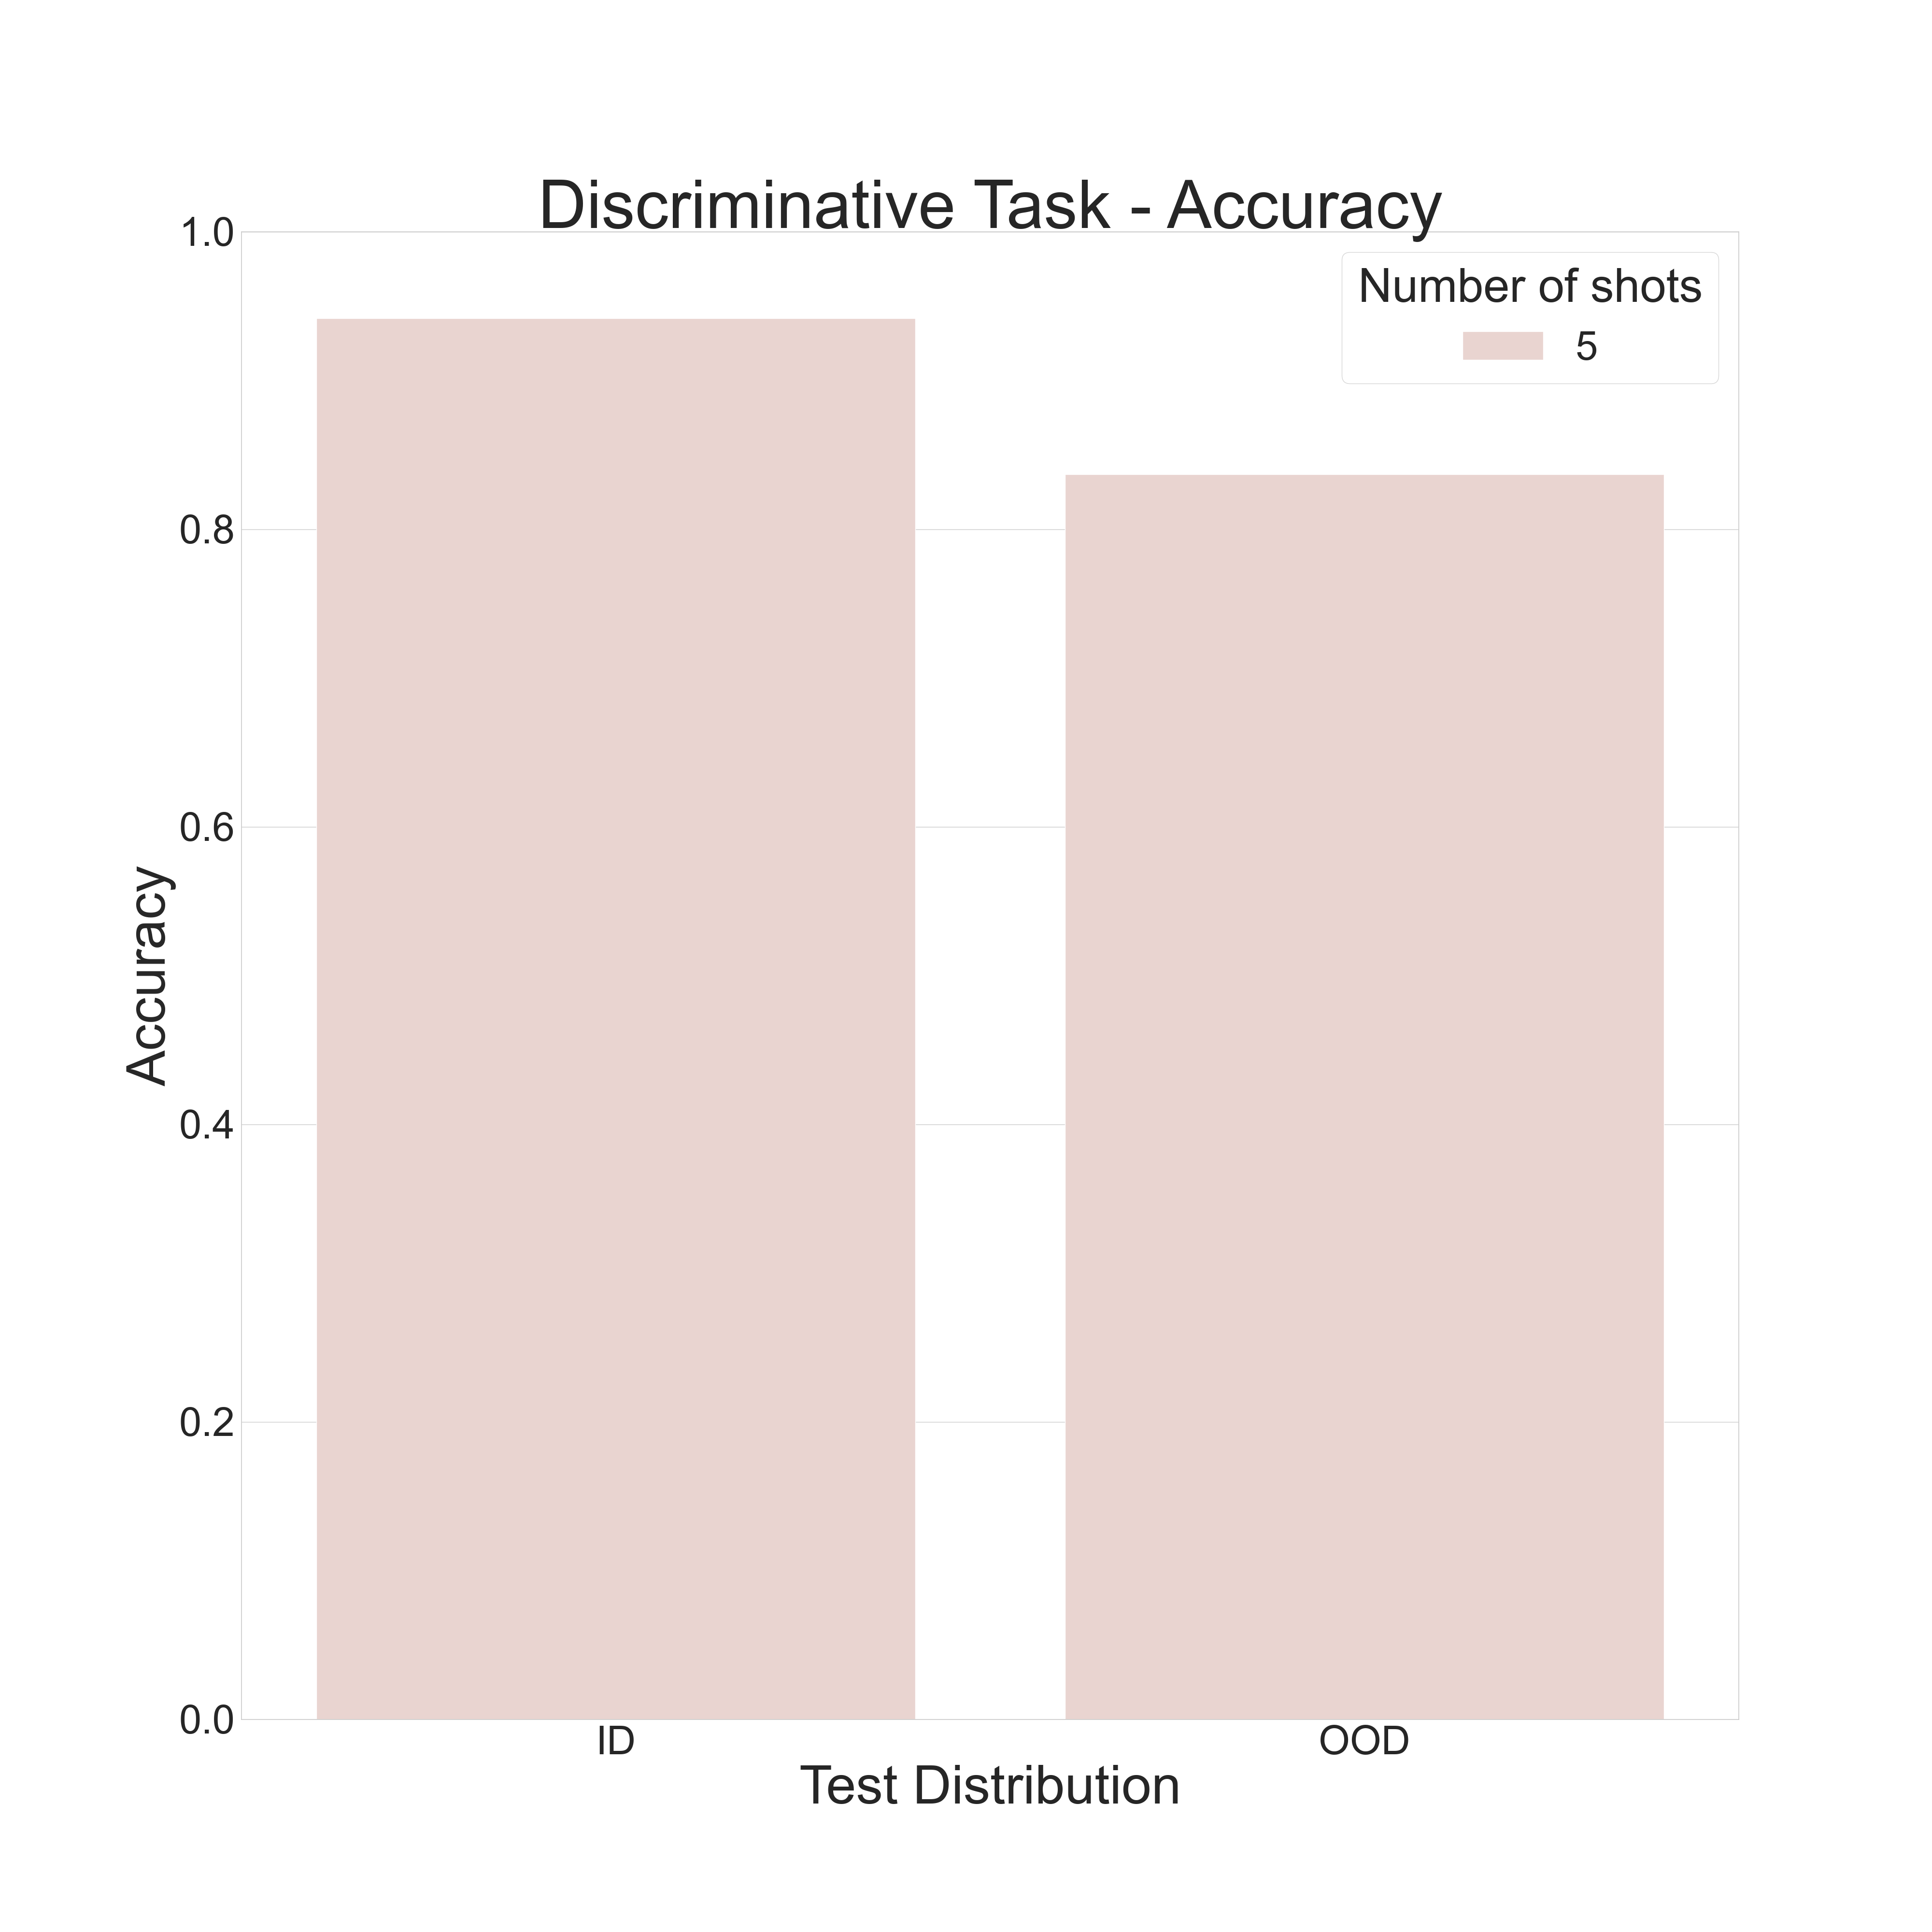 Discriminative Task - Accuracy
Number of shots
5
1.0
0.8
0.6
0.4
0.2
0.0
Accuracy
ID
OOD
Test Distribution